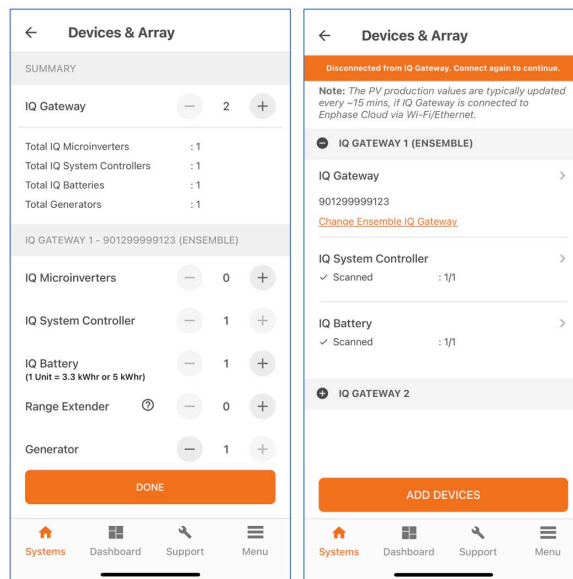 Devices & Array
SUMMARY
IQ Gateway 2
Total IQ Microinverters : 1
Total IQ System Controllers : 1
Total IQ Batteries : 1
Total Generators : 1
IQ GATEWAY 1 - 901299999123 (ENSEMBLE)
IQ Microinverters 0
IQ System Controller 1
IQ Battery 1
(1 Unit = 3.3 kWhr or 5 kWhr)
Range Extender ? 0
Generator 1
DONE
Systems Dashboard Support Menu
Devices & Array
Disconnected from IQ Gateway. Connect again to continue.
Note: The PV production values are typically updated
every ~15 mins, if IQ Gateway is connected to
Enphase Cloud via Wi-Fi/Ethernet.
IQ GATEWAY 1 (ENSEMBLE)
IQ Gateway
901299999123
Change Ensemble IQ Gateway
IQ System Controller
✓ Scanned : 1/1
IQ Battery
✓ Scanned : 1/1
IQ GATEWAY 2
ADD DEVICES
Systems Dashboard Support Menu